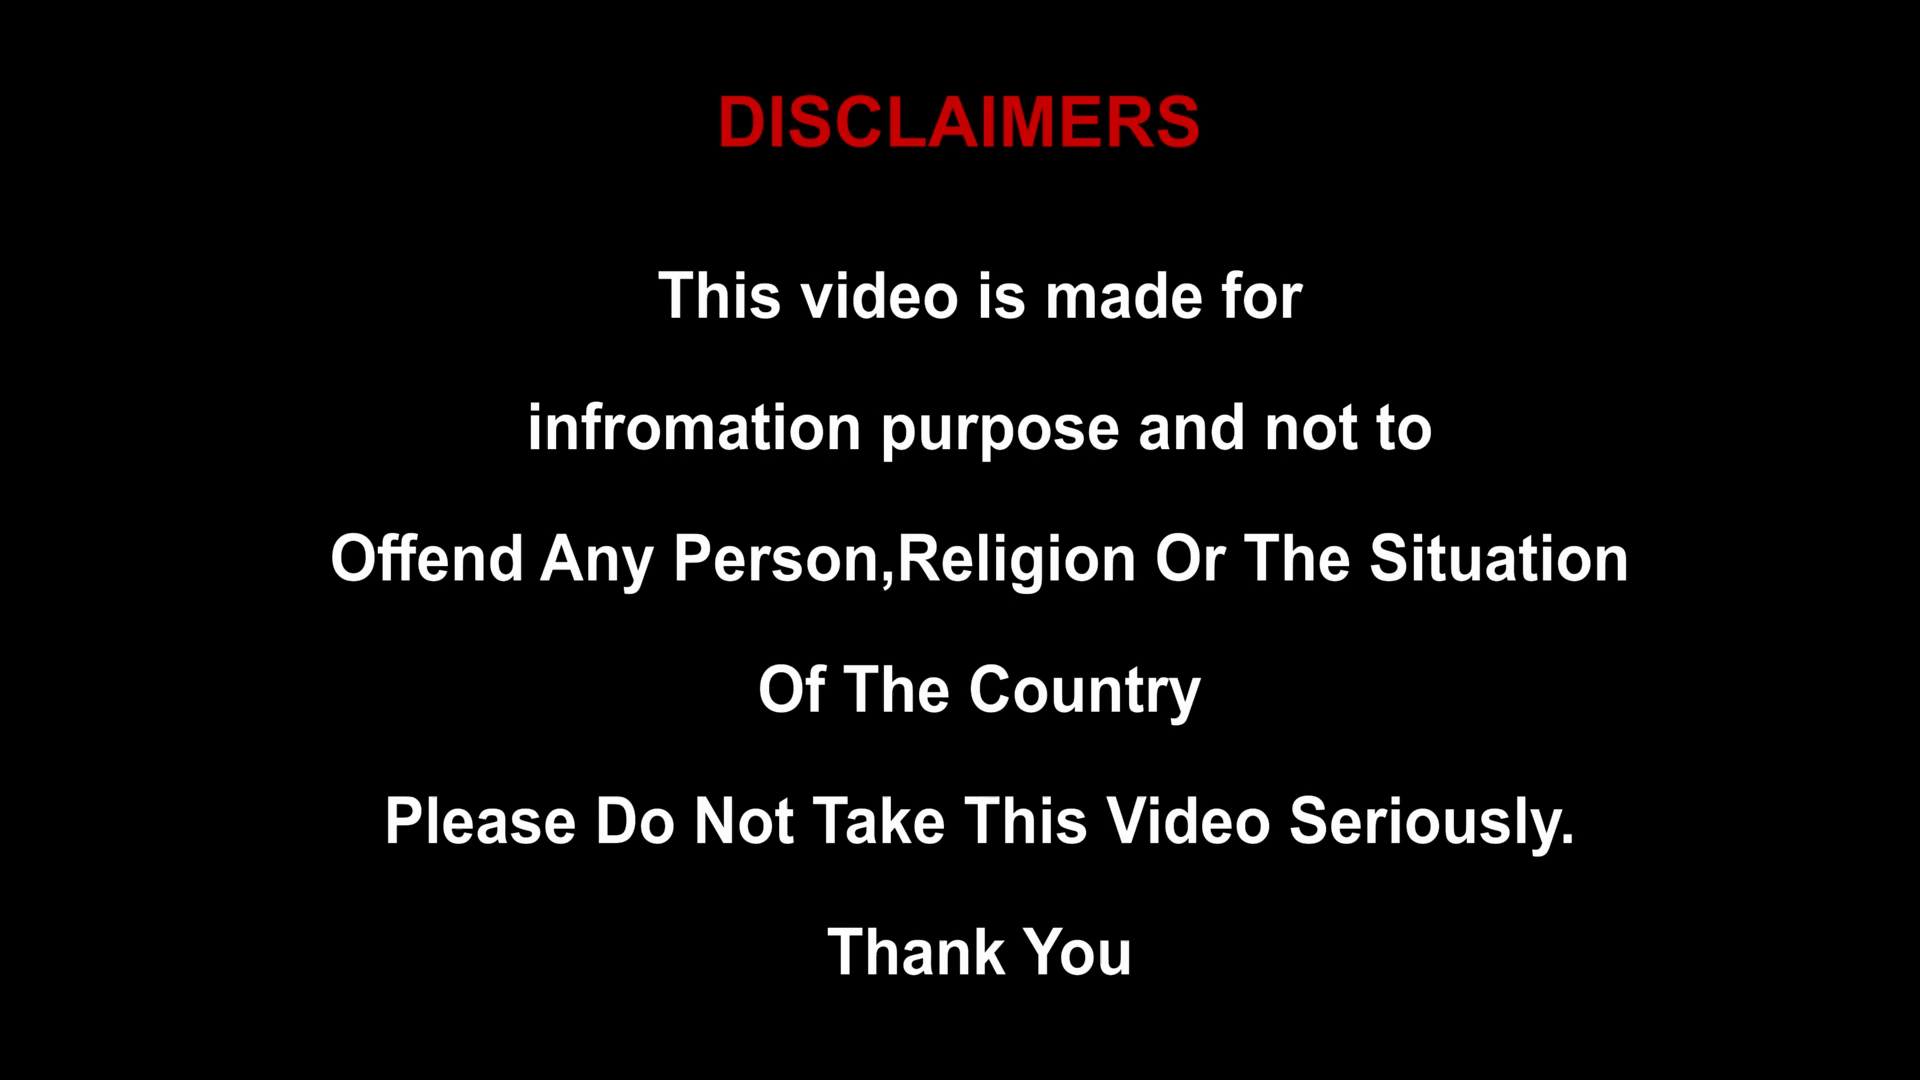 DISCLAIMERS
This video is made for
infromation purpose and not to
Offend Any Person,Religion Or The Situation
Of The Country
Please Do Not Take This Video Seriously.
Thank You